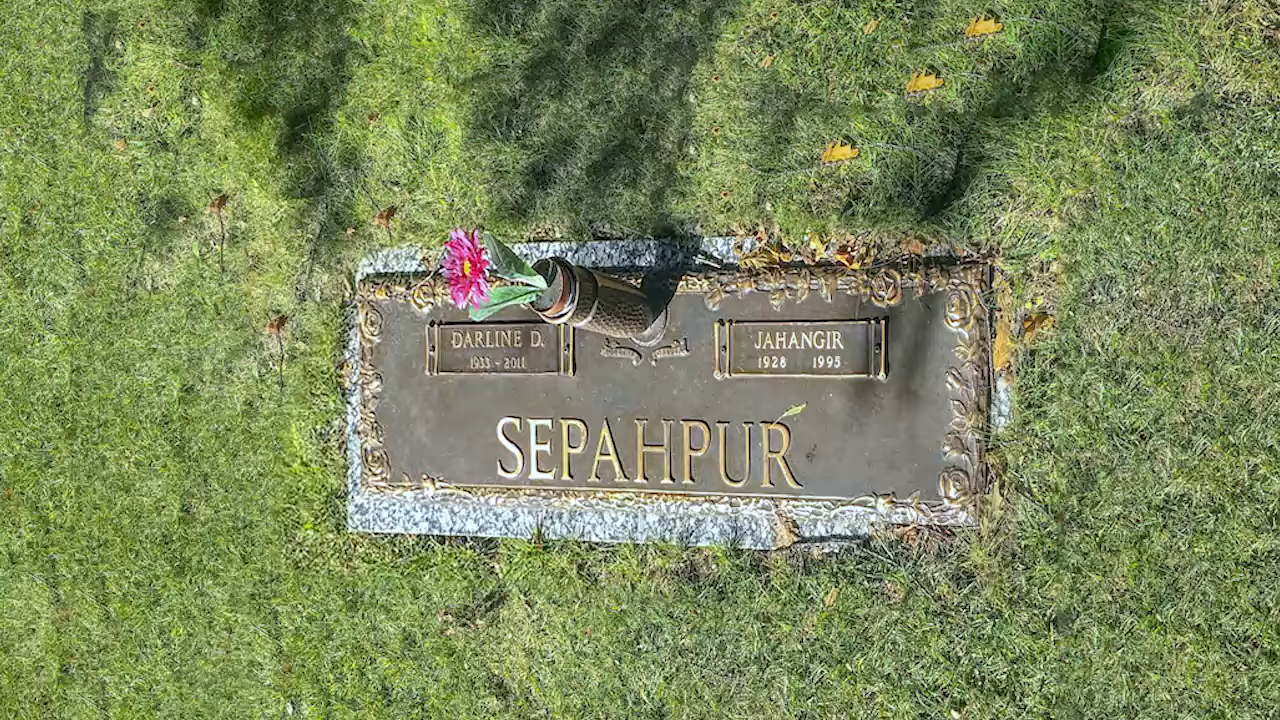 DARLINE D.
1933 - 2011
JAHANGIR
1928 1995
SEPAHPUR